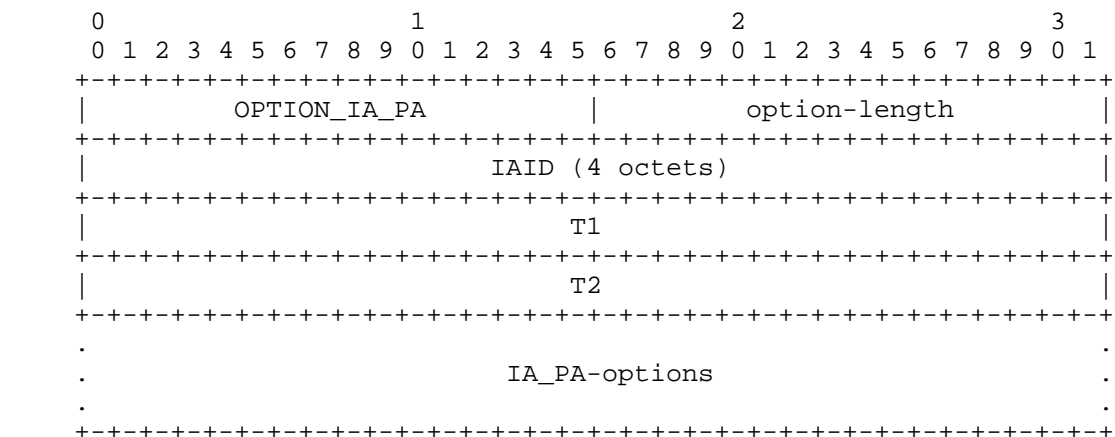 0                   1                   2                   3
 0 1 2 3 4 5 6 7 8 9 0 1 2 3 4 5 6 7 8 9 0 1 2 3 4 5 6 7 8 9 0 1
+-+-+-+-+-+-+-+-+-+-+-+-+-+-+-+-+-+-+-+-+-+-+-+-+-+-+-+-+-+-+-+-+
|         OPTION_IA_PA          |         option-length         |
+-+-+-+-+-+-+-+-+-+-+-+-+-+-+-+-+-+-+-+-+-+-+-+-+-+-+-+-+-+-+-+-+
|                         IAID (4 octets)                       |
+-+-+-+-+-+-+-+-+-+-+-+-+-+-+-+-+-+-+-+-+-+-+-+-+-+-+-+-+-+-+-+-+
|                              T1                               |
+-+-+-+-+-+-+-+-+-+-+-+-+-+-+-+-+-+-+-+-+-+-+-+-+-+-+-+-+-+-+-+-+
|                              T2                               |
+-+-+-+-+-+-+-+-+-+-+-+-+-+-+-+-+-+-+-+-+-+-+-+-+-+-+-+-+-+-+-+-+
.                                                               .
.                          IA_PA-options                        .
.                                                               .
+-+-+-+-+-+-+-+-+-+-+-+-+-+-+-+-+-+-+-+-+-+-+-+-+-+-+-+-+-+-+-+-+